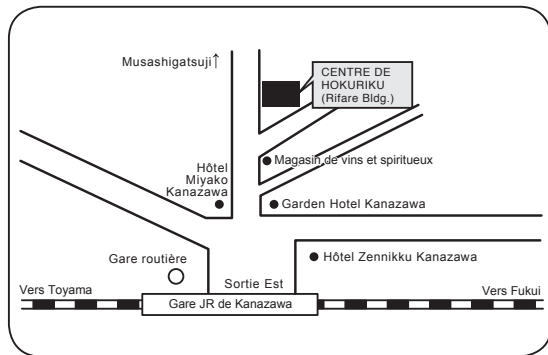 Musashigatsuji↑
CENTRE DE
HOKURIKU
(Rifare Bldg.)
Magasin de vins et spiritueux
Hôtel
Miyako
Kanazawa
Garden Hotel Kanazawa
Gare routière
Hôtel Zennikku Kanazawa
Sortie Est
Vers Toyama
Vers Fukui
Gare JR de Kanazawa